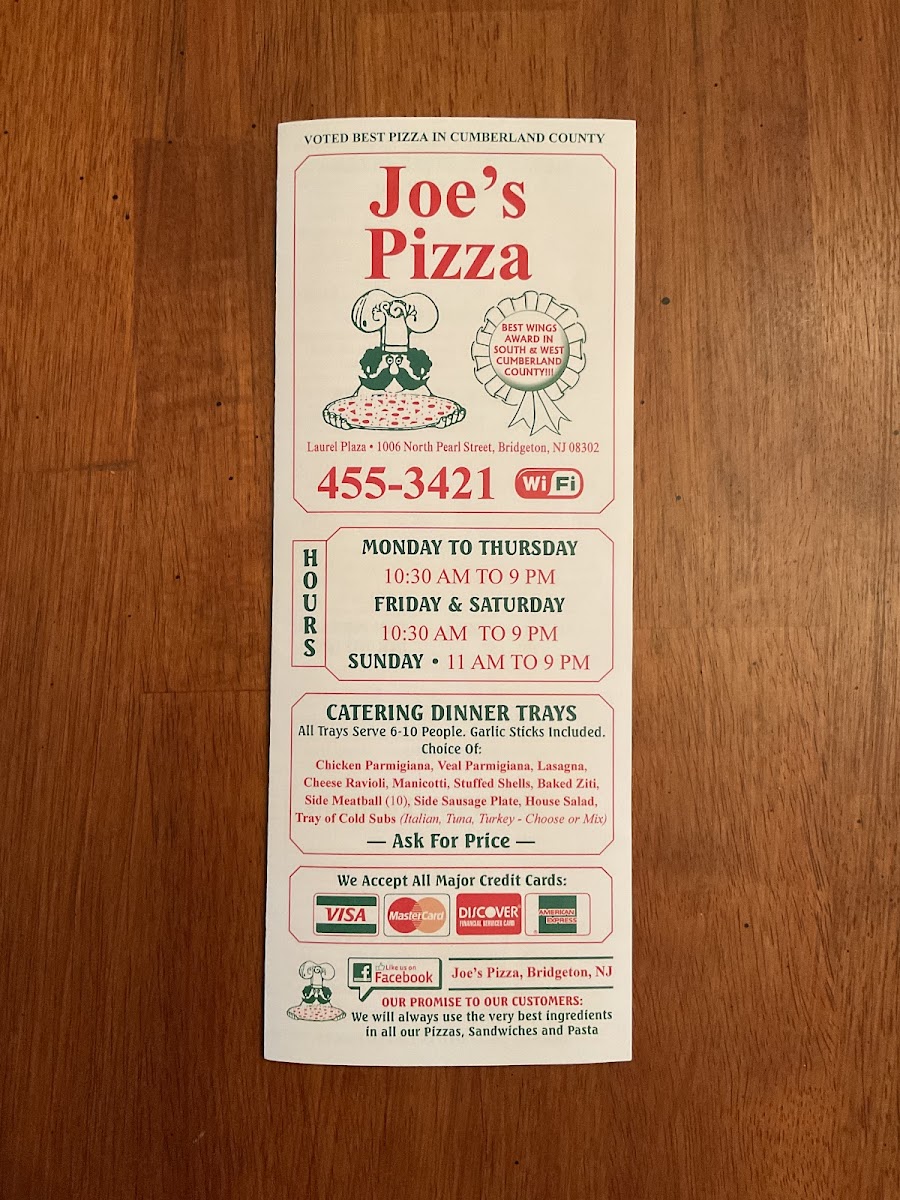 VOTED BEST PIZZA IN CUMBERLAND COUNTY
Joe's
Pizza
BEST WINGS
AWARD IN
SOUTH & WEST
CUMBERLAND
COUNTY!!!
Laurel Plaza • 1006 North Pearl Street, Bridgeton, NJ 08302
455-3421 WiFi
HOURS
MONDAY TO THURSDAY
10:30 AM TO 9 PM
FRIDAY & SATURDAY
10:30 AM TO 9 PM
SUNDAY • 11 AM TO 9 PM
CATERING DINNER TRAYS
All Trays Serve 6-10 People. Garlic Sticks Included.
Choice Of:
Chicken Parmigiana, Veal Parmigiana, Lasagna,
Cheese Ravioli, Manicotti, Stuffed Shells, Baked Ziti,
Side Meatball (10), Side Sausage Plate, House Salad,
Tray of Cold Subs (Italian, Tuna, Turkey - Choose or Mix)
— Ask For Price —
We Accept All Major Credit Cards:
VISA
MasterCard
DISCOVER
FINANCIAL SERVICES CARD
AMERICAN
EXPRESS
f Like us on
Facebook
Joe's Pizza, Bridgeton, NJ
OUR PROMISE TO OUR CUSTOMERS:
We will always use the very best ingredients
in all our Pizzas, Sandwiches and Pasta